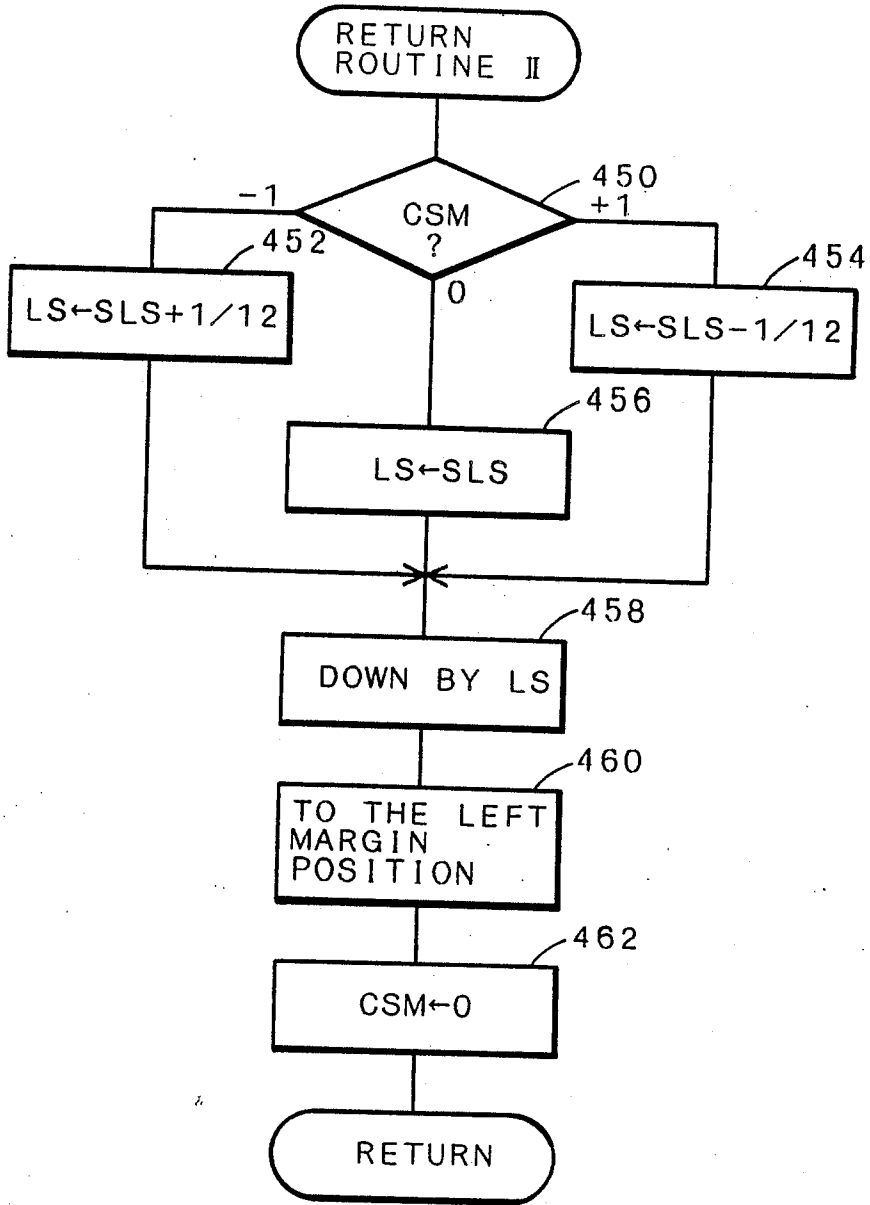 RETURN
ROUTINE II
450
-1
+1
CSM
?
452
0
454
LS←SLS+1/12
LS←SLS-1/12
456
LS←SLS
458
DOWN BY LS
460
TO THE LEFT
MARGIN
POSITION
462
CSM←0
RETURN